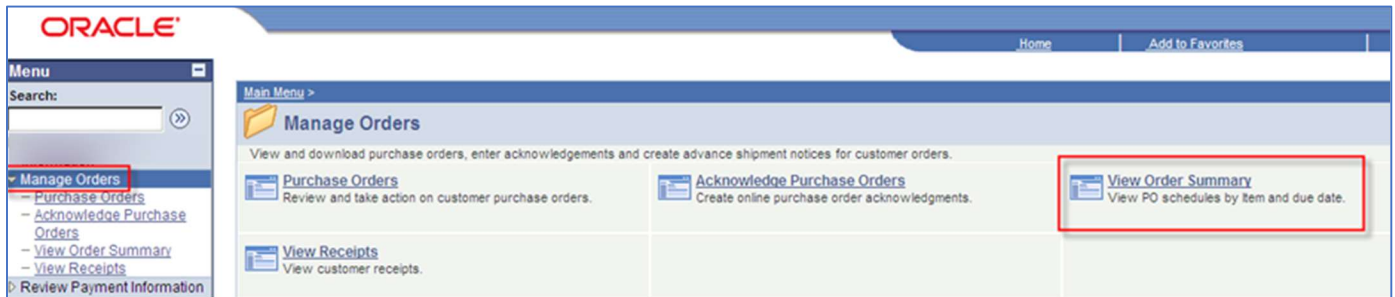 ORACLE
Home
Add to Favorites
Menu
Search:
Manage Orders
– Purchase Orders
– Acknowledge Purchase
Orders
– View Order Summary
– View Receipts
Review Payment Information
Main Menu >
Manage Orders
View and download purchase orders, enter acknowledgements and create advance shipment notices for customer orders.
Purchase Orders
Review and take action on customer purchase orders.
Acknowledge Purchase Orders
Create online purchase order acknowledgments.
View Order Summary
View PO schedules by item and due date.
View Receipts
View customer receipts.